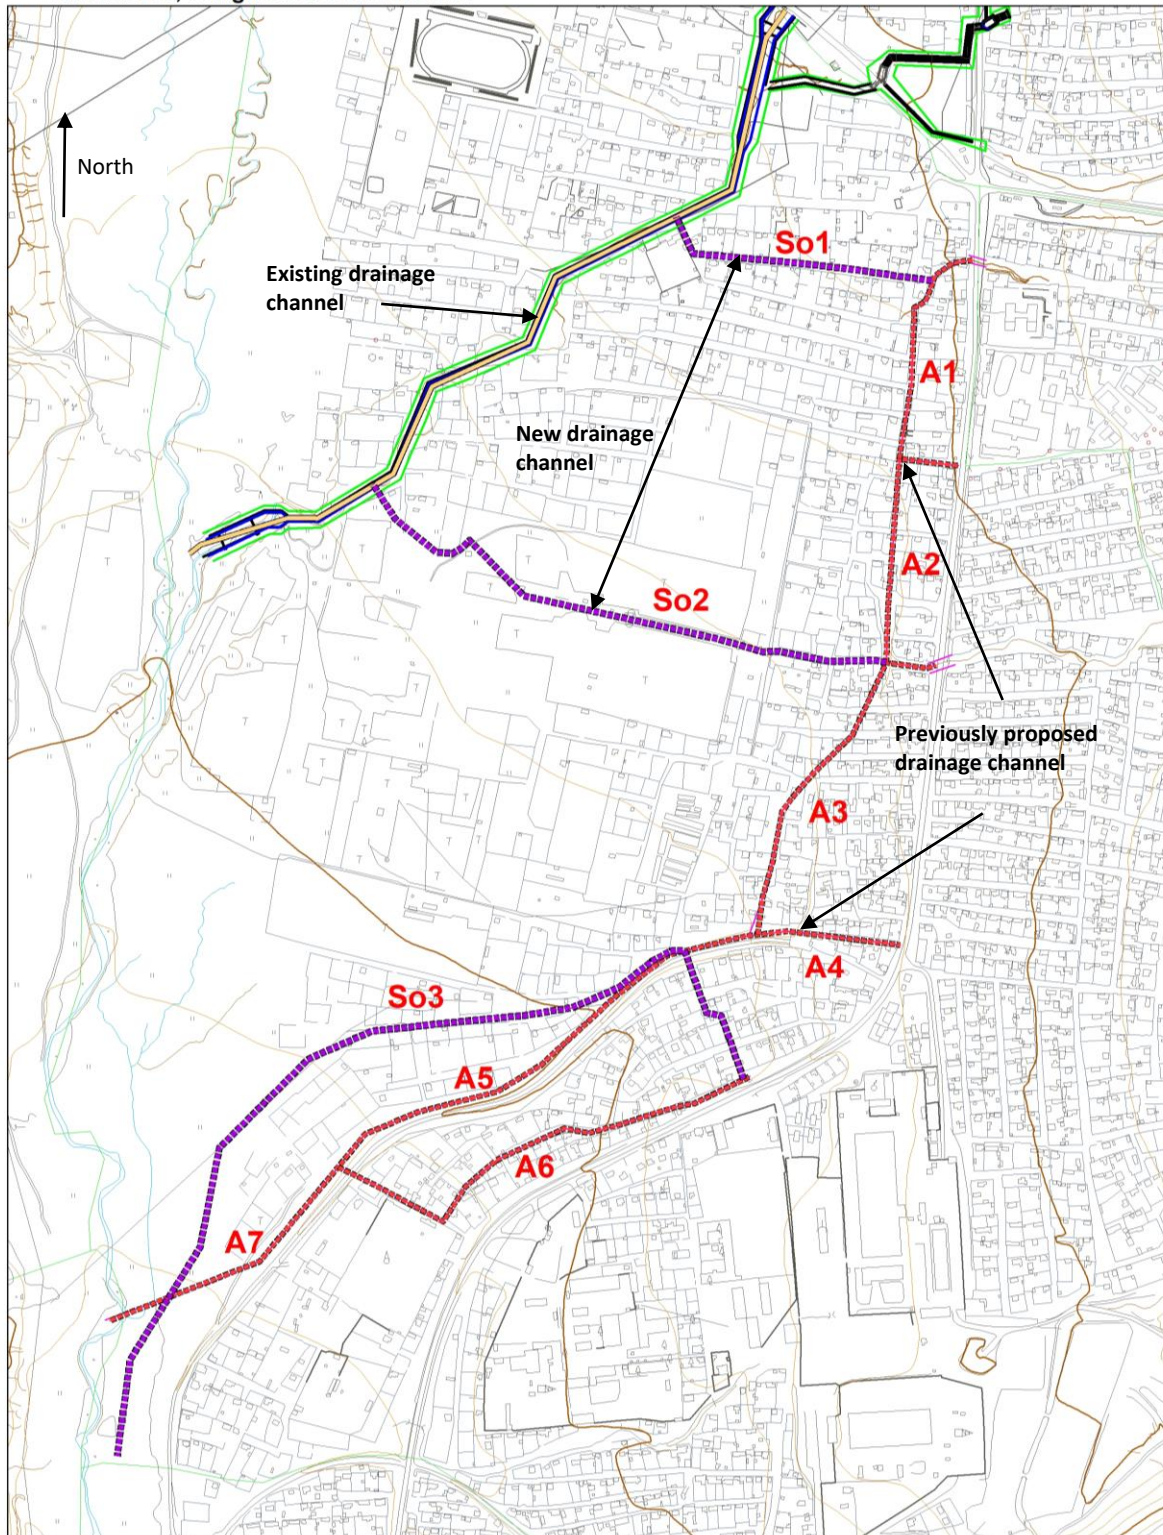 North
So1
Existing drainage
channel
A1
New drainage
channel
A2
So2
Previously proposed
drainage channel
A3
A4
So3
A5
A6
A7